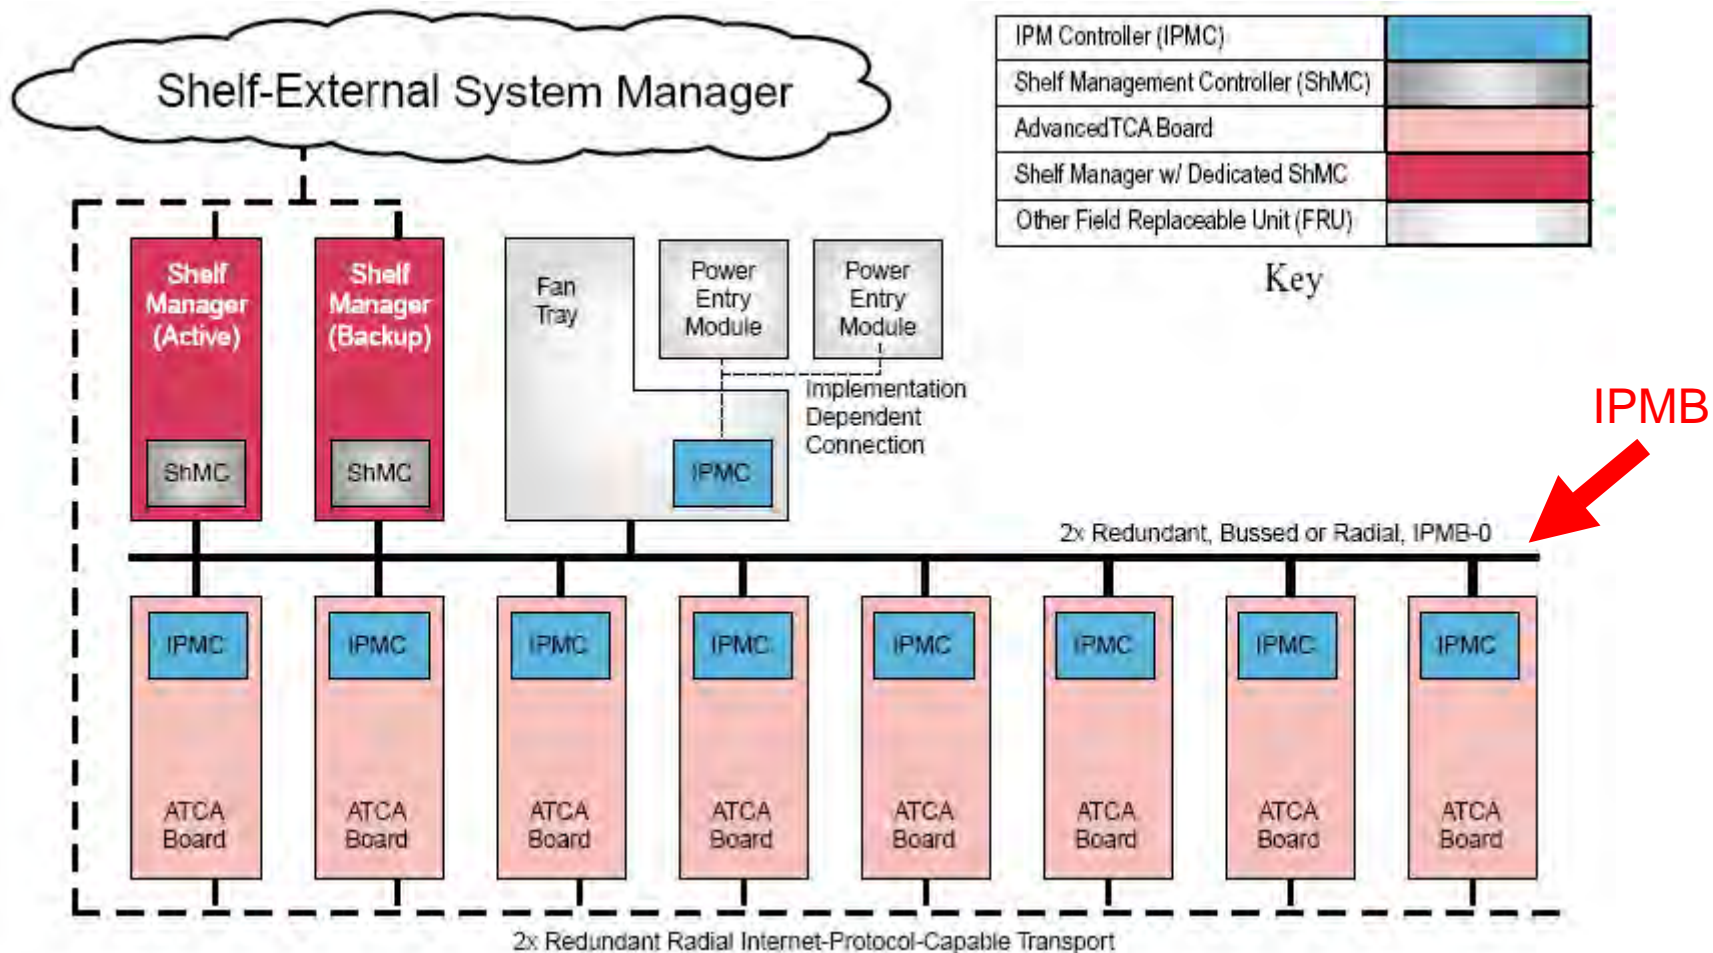 Shelf-External System Manager
IPM Controller (IPMC)
Shelf Management Controller (ShMC)
AdvancedTCA Board
Shelf Manager w/ Dedicated ShMC
Other Field Replaceable Unit (FRU)
Key
Shelf
Manager
(Active)
ShMC
Shelf
Manager
(Backup)
ShMC
Fan
Tray
Power
Entry
Module
Power
Entry
Module
Implementation
Dependent
Connection
IPMC
IPMB
2x Redundant, Bussed or Radial, IPMB-0
IPMC
IPMC
IPMC
IPMC
IPMC
IPMC
IPMC
IPMC
ATCA
Board
ATCA
Board
ATCA
Board
ATCA
Board
ATCA
Board
ATCA
Board
ATCA
Board
ATCA
Board
2x Redundant Radial Internet-Protocol-Capable Transport